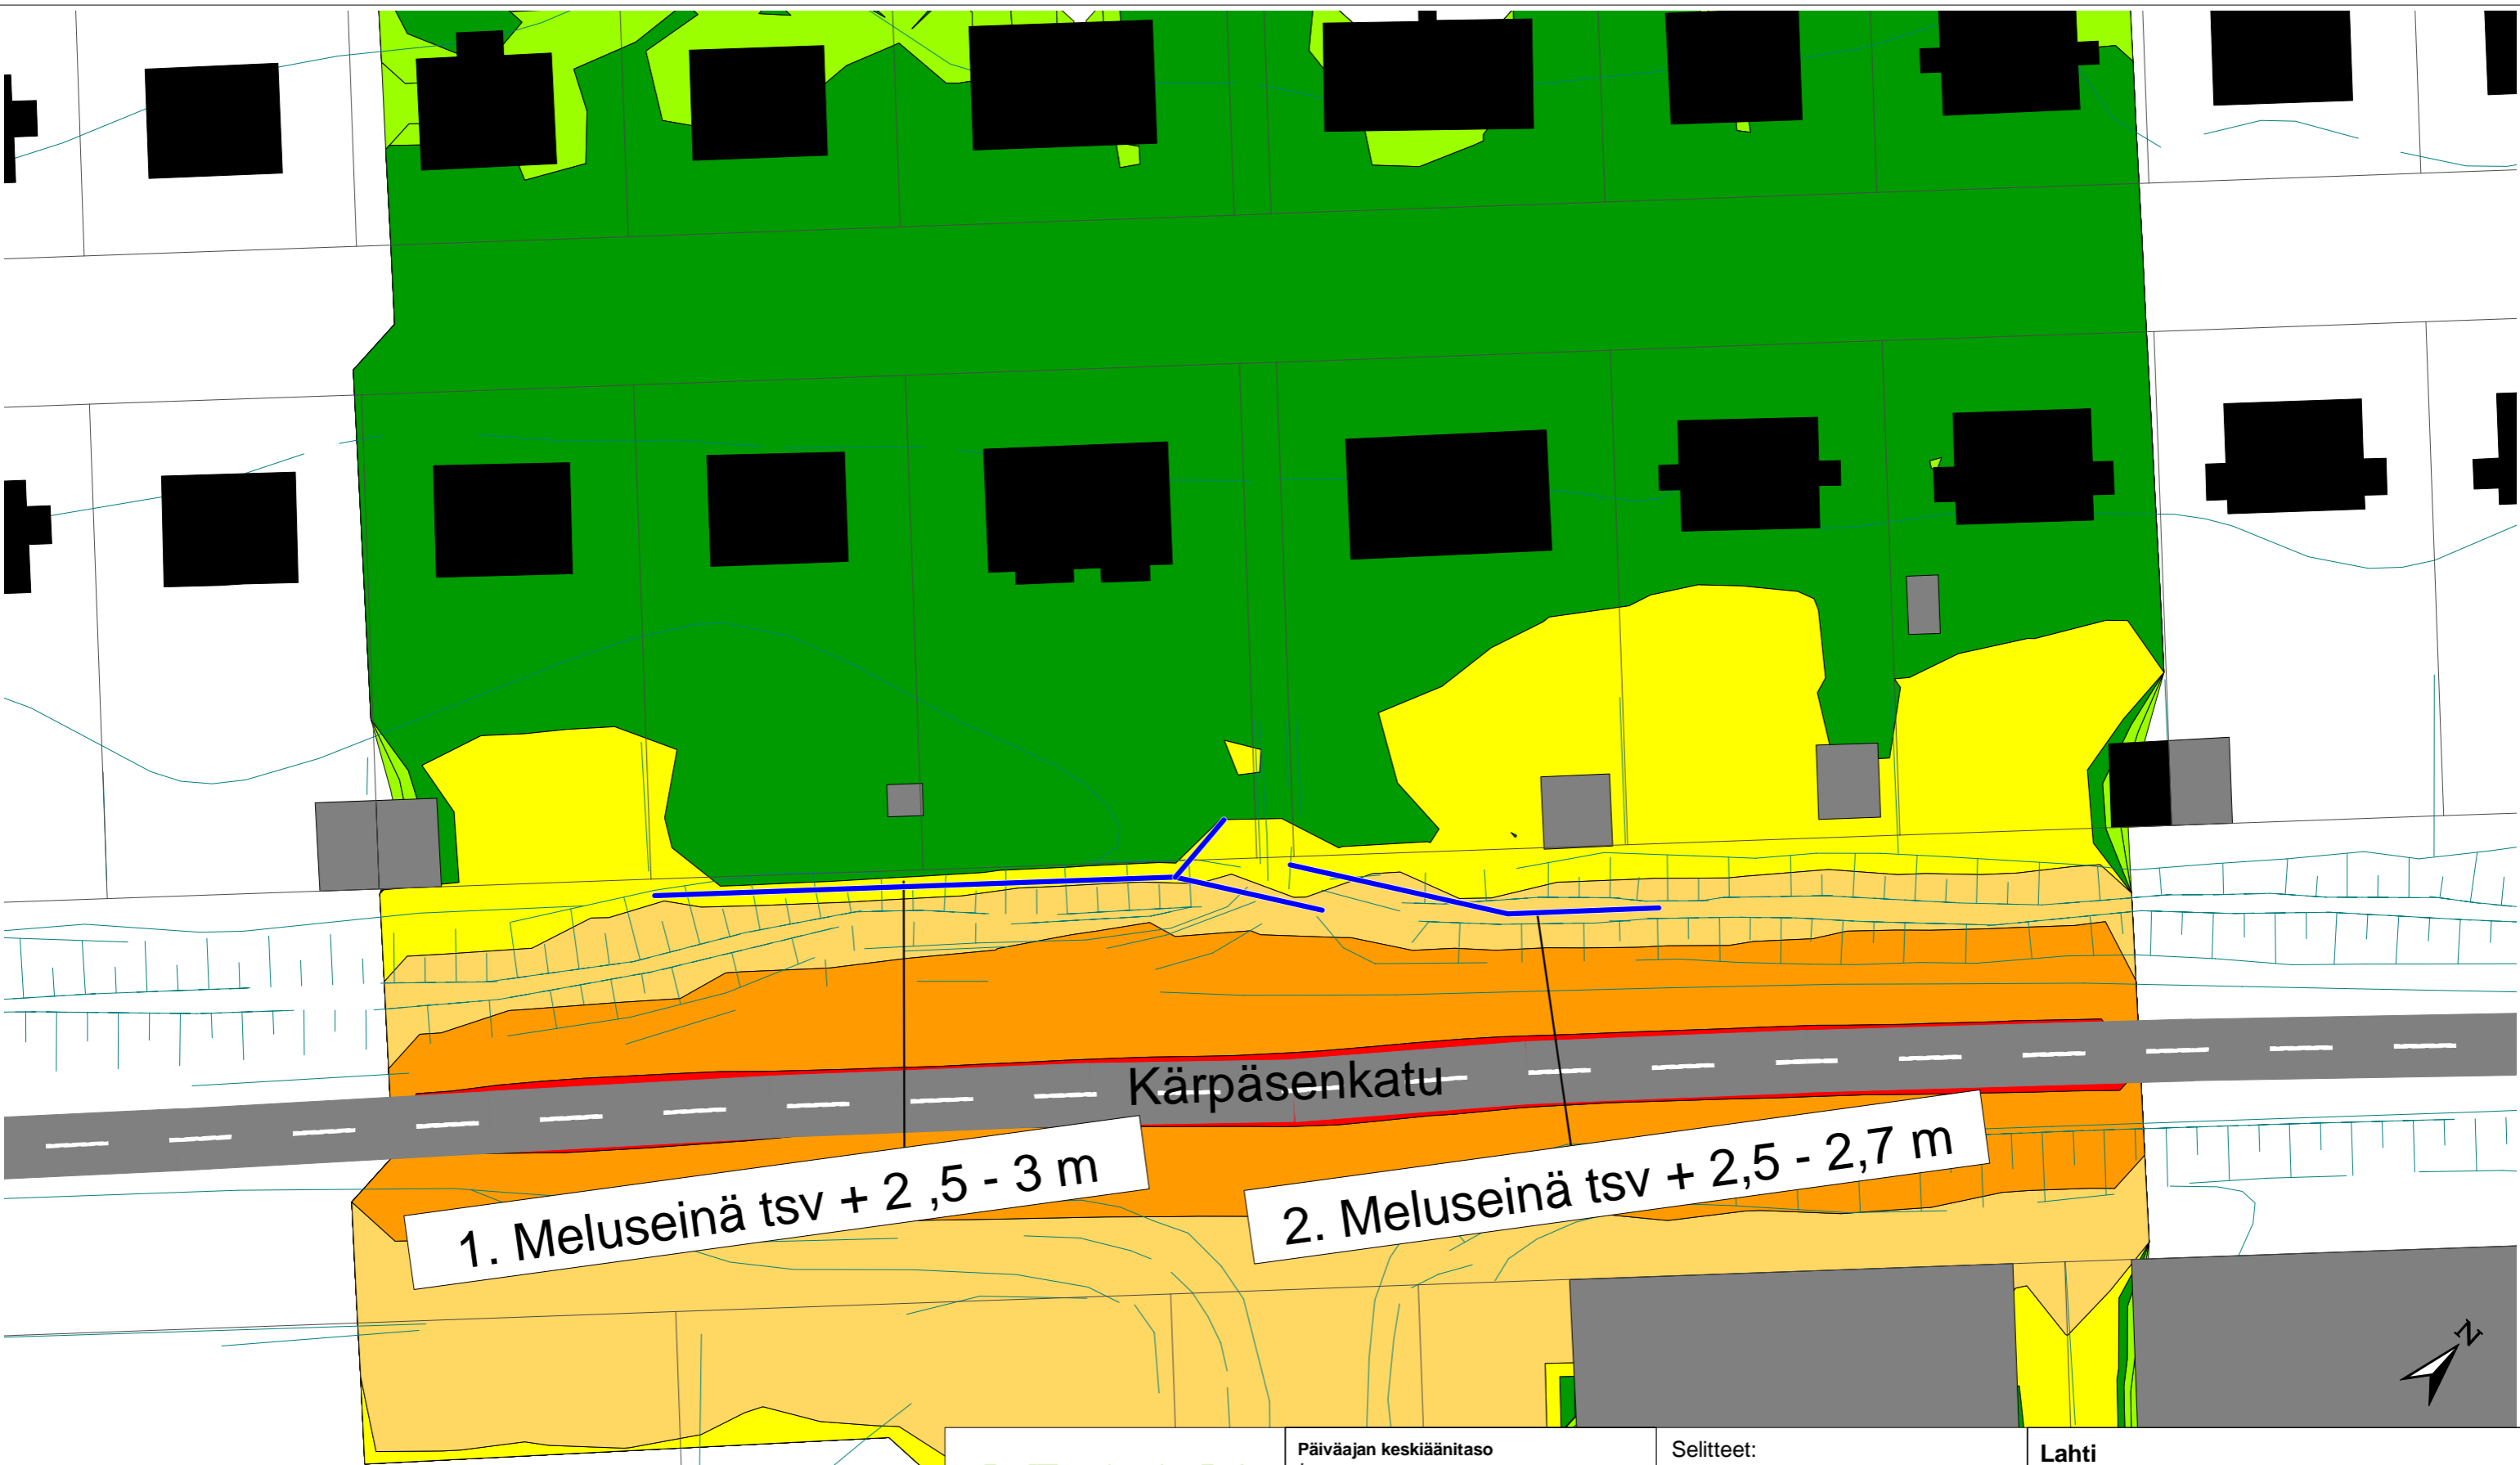 Kärpäsenkatu
1. Meluseinä tsv + 2 ,5 - 3 m
2. Meluseinä tsv + 2,5 - 2,7 m
N
Päiväajan keskiäänitaso
Selitteet:
Lahti